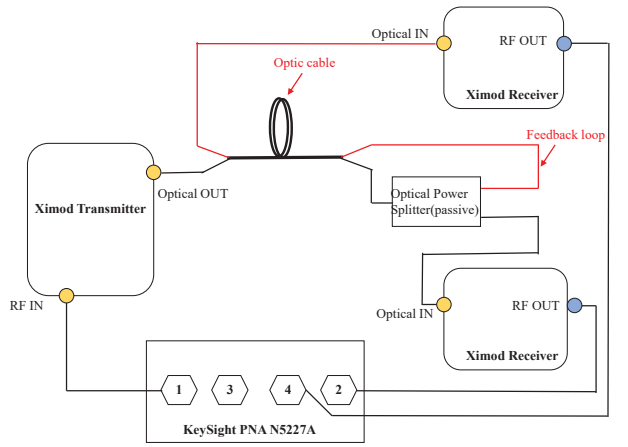 Optical IN
RF OUT
Ximod Receiver
Optic cable
Feedback loop
Optical OUT
Ximod Transmitter
Optical Power
Splitter(passive)
RF IN
Optical IN
RF OUT
Ximod Receiver
1
3
4
2
KeySight PNA N5227A